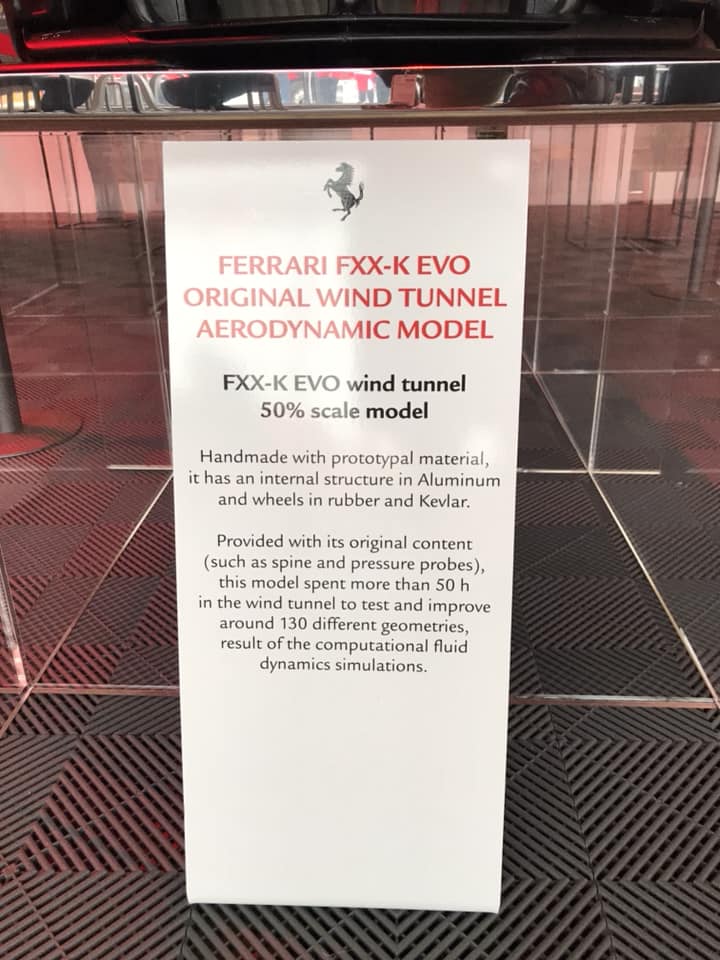 FERRARI FXX-K EVO
ORIGINAL WIND TUNNEL
AERODYNAMIC MODEL
FXX-K EVO wind tunnel
50% scale model
Handmade with prototypal material,
it has an internal structure in Aluminum
and wheels in rubber and Kevlar.
Provided with its original content
(such as spine and pressure probes),
this model spent more than 50 h
in the wind tunnel to test and improve
around 130 different geometries,
result of the computational fluid
dynamics simulations.